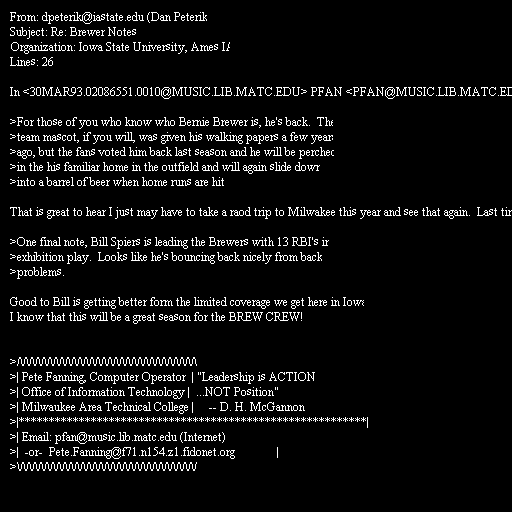 From: dpeterik@iastate.edu (Dan Peterik
Subject: Re: Brewer Notes
Organization: Iowa State University, Ames
Lines: 26
In <30MAR93.02086551.0010@MUSIC.LIB.MATC.EDU> PFAN <PFAN@MUSIC.LIB.MATC.ED
>For those of you who know who Bernie Brewer is, he's back. The
>team mascot, if you will, was given his walking papers a few years
>ago, but the fans voted him back last season and he will be perched
>in the his familiar home in the outfield and will again slide down
>into a barrel of beer when home runs are hit
That is great to hear I just may have to take a raod trip to Milwakee this year and see that again. Last
>One final note, Bill Spiers is leading the Brewers with 13 RBI's in
>exhibition play. Looks like he's bouncing back nicely from back
>problems.
Good to Bill is getting better form the limited coverage we get here in Iowa
I know that this will be a great season for the BREW CREW!
>/\/\/\/\/\/\/\/\/\/\/\/\/\/\/\/\/\/\/\/\/\/\/\/\/\/\/\/\/\/\
>| Pete Fanning, Computer Operator | "Leadership is ACTION
>| Office of Information Technology | ...NOT Position"
>| Milwaukee Area Technical College | -- D. H. McGannon
>|**********************************************************|
>| Email: pfan@music.lib.matc.edu (Internet)
>| -or- Pete.Fanning@f71.n154.z1.fidonet.org |
>\/\/\/\/\/\/\/\/\/\/\/\/\/\/\/\/\/\/\/\/\/\/\/\/\/\/\/\/\/\/